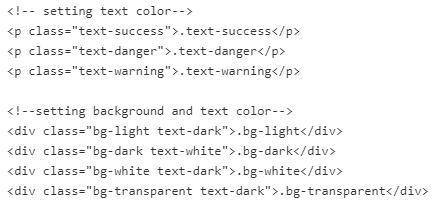 <!-- setting text color-->
<p class="text-success">.text-success</p>
<p class="text-danger">.text-danger</p>
<p class="text-warning">.text-warning</p>
<!--setting background and text color-->
<div class="bg-light text-dark">.bg-light</div>
<div class="bg-dark text-white">.bg-dark</div>
<div class="bg-white text-dark">.bg-white</div>
<div class="bg-transparent text-dark">.bg-transparent</div>